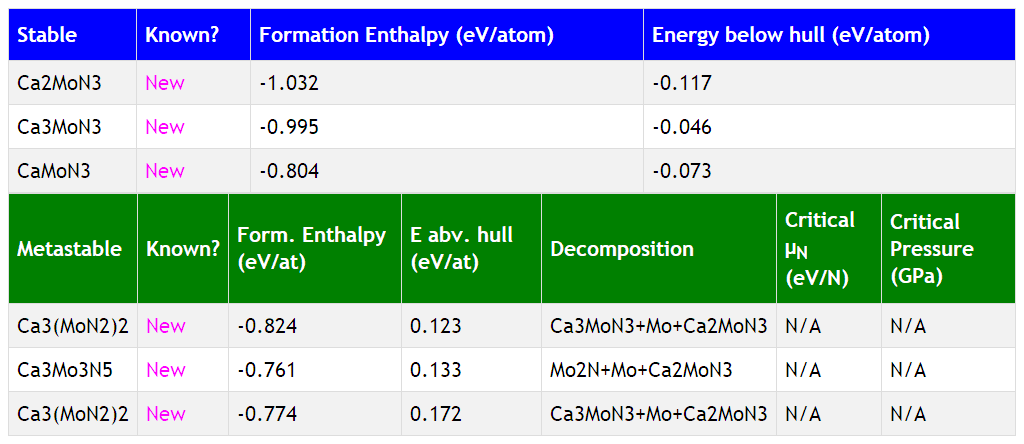 Stable Known? Formation Enthalpy (eV/atom) Energy below hull (eV/atom)
Ca2MoN3 New -1.032 -0.117
Ca3MoN3 New -0.995 -0.046
CaMoN3 New -0.804 -0.073
Metastable Known? Form. Enthalpy (eV/at) E abv. hull (eV/at) Decomposition Critical μN (eV/N) Critical Pressure (GPa)
Ca3(MoN2)2 New -0.824 0.123 Ca3MoN3+Mo+Ca2MoN3 N/A N/A
Ca3Mo3N5 New -0.761 0.133 Mo2N+Mo+Ca2MoN3 N/A N/A
Ca3(MoN2)2 New -0.774 0.172 Ca3MoN3+Mo+Ca2MoN3 N/A N/A